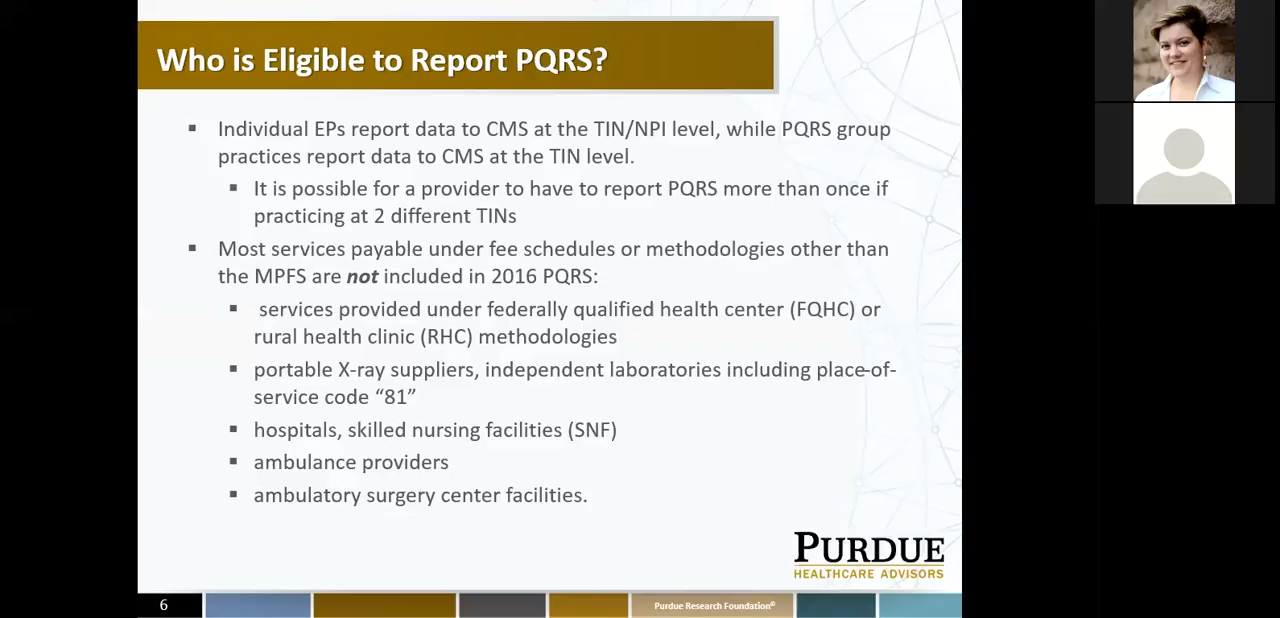 Who is Eligible to Report PQRS?
Individual EPs report data to CMS at the TIN/NPI level, while PQRS group
practices report data to CMS at the TIN level.
It is possible for a provider to have to report PQRS more than once if
practicing at 2 different TINs
Most services payable under fee schedules or methodologies other than
the MPFS are not included in 2016 PQRS:
services provided under federally qualified health center (FQHC) or
rural health clinic (RHC) methodologies
portable X-ray suppliers, independent laboratories including place-of-
service code “81”
hospitals, skilled nursing facilities (SNF)
ambulance providers
ambulatory surgery center facilities.
PURDUE
HEALTHCARE ADVISORS
6
Purdue Research Foundation©